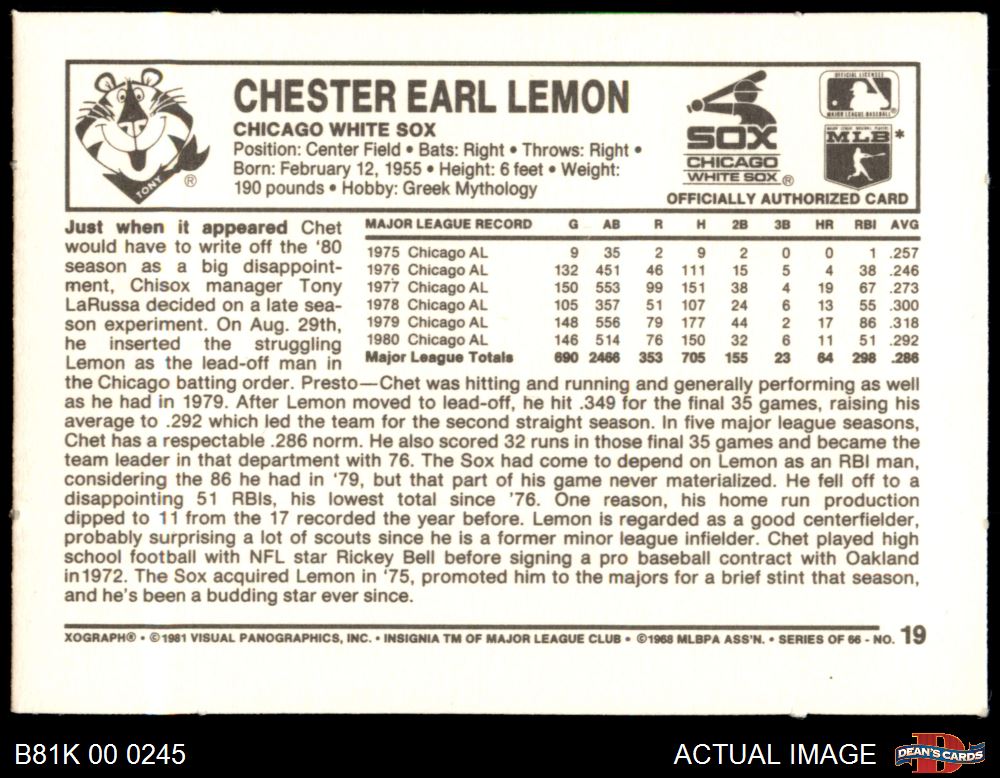 CHESTER EARL LEMON
CHICAGO WHITE SOX
Position: Center Field • Bats: Right • Throws: Right •
Born: February 12, 1955 • Height: 6 feet • Weight:
190 pounds • Hobby: Greek Mythology
TONY ®
SOX
CHICAGO
WHITE SOX ®
OFFICIAL LICENSEE
MAJOR LEAGUE BASEBALL ®
MAJOR LEAGUE BASEBALL PLAYERS
MLB *
OFFICIALLY AUTHORIZED CARD
Just when it appeared Chet
would have to write off the '80
season as a big disappoint-
ment, Chisox manager Tony
LaRussa decided on a late sea-
son experiment. On Aug. 29th,
he inserted the struggling
Lemon as the lead-off man in
MAJOR LEAGUE RECORD G AB R H 2B 3B HR RBI AVG
1975 Chicago AL 9 35 2 9 2 0 0 1 .257
1976 Chicago AL 132 451 46 111 15 5 4 38 .246
1977 Chicago AL 150 553 99 151 38 4 19 67 .273
1978 Chicago AL 105 357 51 107 24 6 13 55 .300
1979 Chicago AL 148 556 79 177 44 2 17 86 .318
1980 Chicago AL 146 514 76 150 32 6 11 51 .292
Major League Totals 690 2466 353 705 155 23 64 298 .286
the Chicago batting order. Presto—Chet was hitting and running and generally performing as well
as he had in 1979. After Lemon moved to lead-off, he hit .349 for the final 35 games, raising his
average to .292 which led the team for the second straight season. In five major league seasons,
Chet has a respectable .286 norm. He also scored 32 runs in those final 35 games and became the
team leader in that department with 76. The Sox had come to depend on Lemon as an RBI man,
considering the 86 he had in '79, but that part of his game never materialized. He fell off to a
disappointing 51 RBIs, his lowest total since '76. One reason, his home run production
dipped to 11 from the 17 recorded the year before. Lemon is regarded as a good centerfielder,
probably surprising a lot of scouts since he is a former minor league infielder. Chet played high
school football with NFL star Rickey Bell before signing a pro baseball contract with Oakland
in 1972. The Sox acquired Lemon in '75, promoted him to the majors for a brief stint that season,
and he's been a budding star ever since.
XOGRAPH® • ©1981 VISUAL PANOGRAPHICS, INC. • INSIGNIA TM OF MAJOR LEAGUE CLUB • ©1968 MLBPA ASS'N. • SERIES OF 66 - NO. 19
B81K 00 0245
ACTUAL IMAGE
DEAN'S CARDS